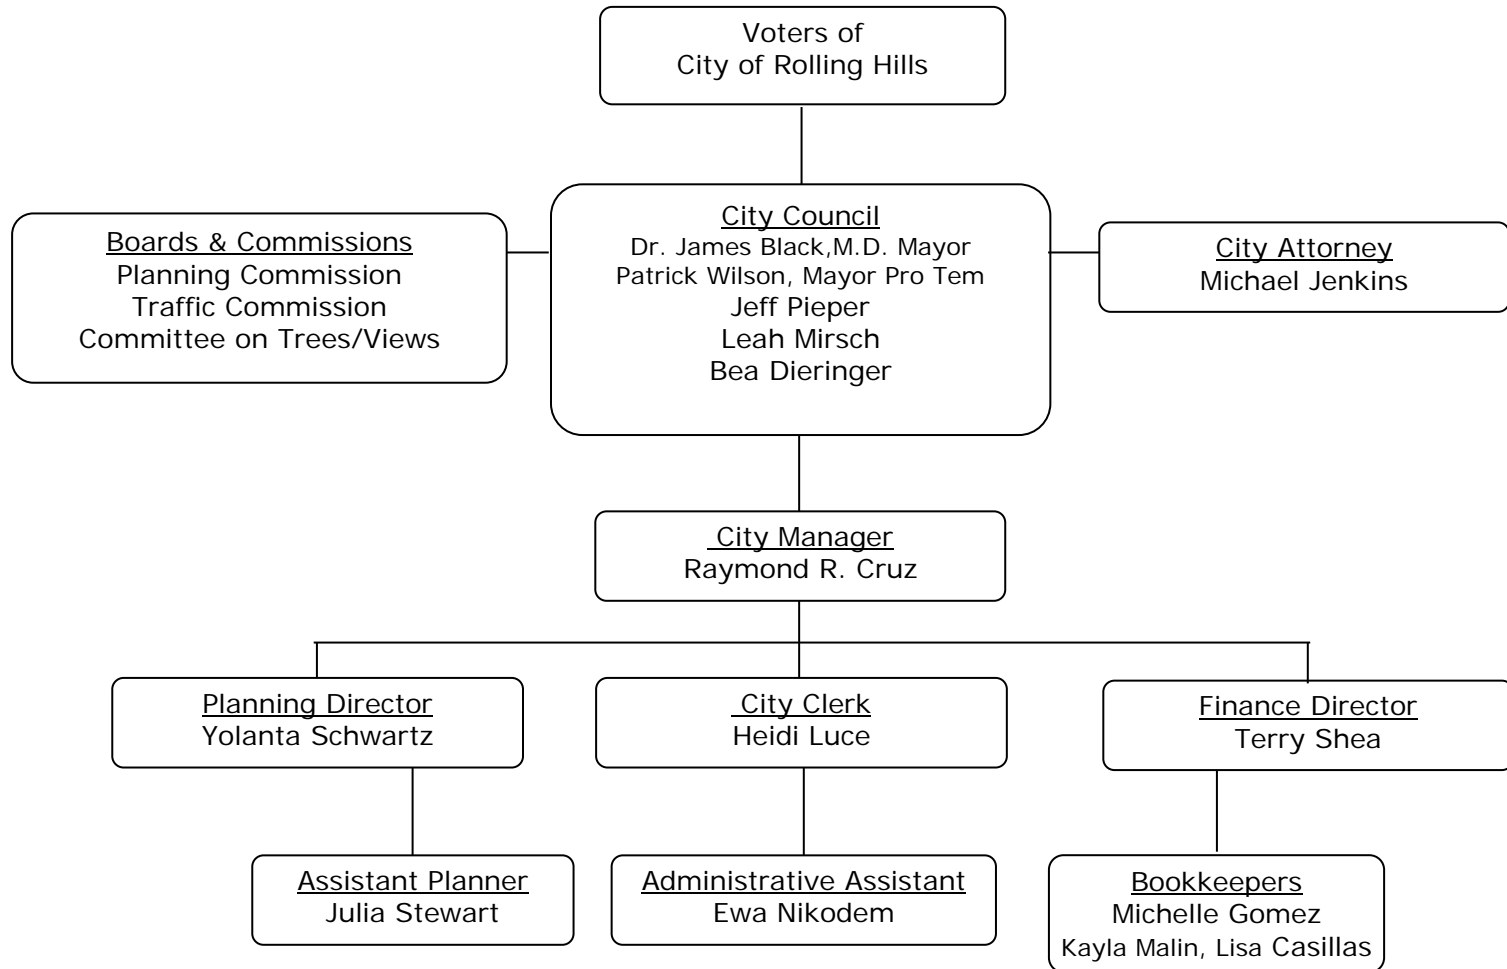 Voters of
City of Rolling Hills
Boards & Commissions
Planning Commission
Traffic Commission
Committee on Trees/Views
City Council
Dr. James Black,M.D. Mayor
Patrick Wilson, Mayor Pro Tem
Jeff Pieper
Leah Mirsch
Bea Dieringer
City Attorney
Michael Jenkins
City Manager
Raymond R. Cruz
Planning Director
Yolanta Schwartz
City Clerk
Heidi Luce
Finance Director
Terry Shea
Assistant Planner
Julia Stewart
Administrative Assistant
Ewa Nikodem
Bookkeepers
Michelle Gomez
Kayla Malin, Lisa Casillas